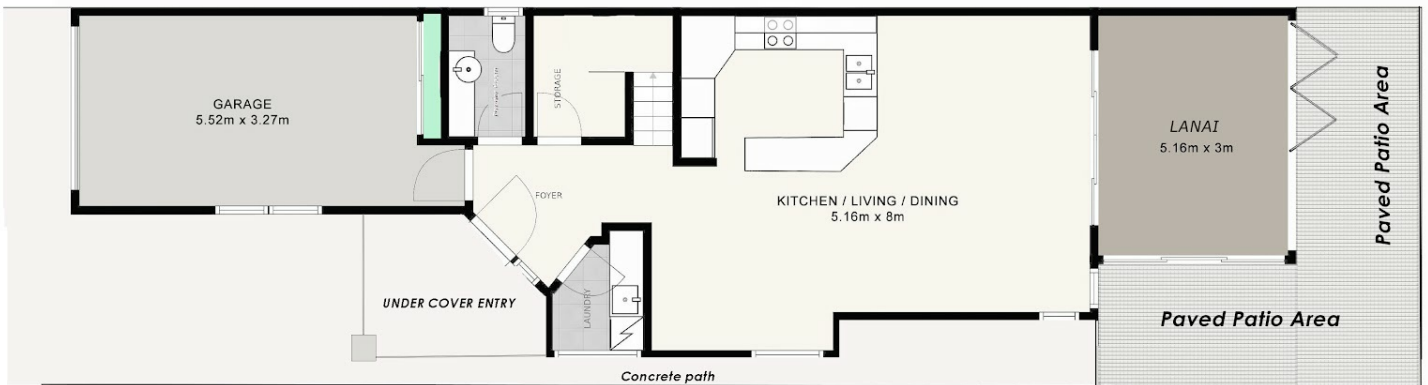 GARAGE
5.52m x 3.27m
STORAGE
FOYER
LAUNDRY
UNDER COVER ENTRY
KITCHEN / LIVING / DINING
5.16m x 8m
LANAI
5.16m x 3m
Paved Patio Area
Paved Patio Area
Concrete path